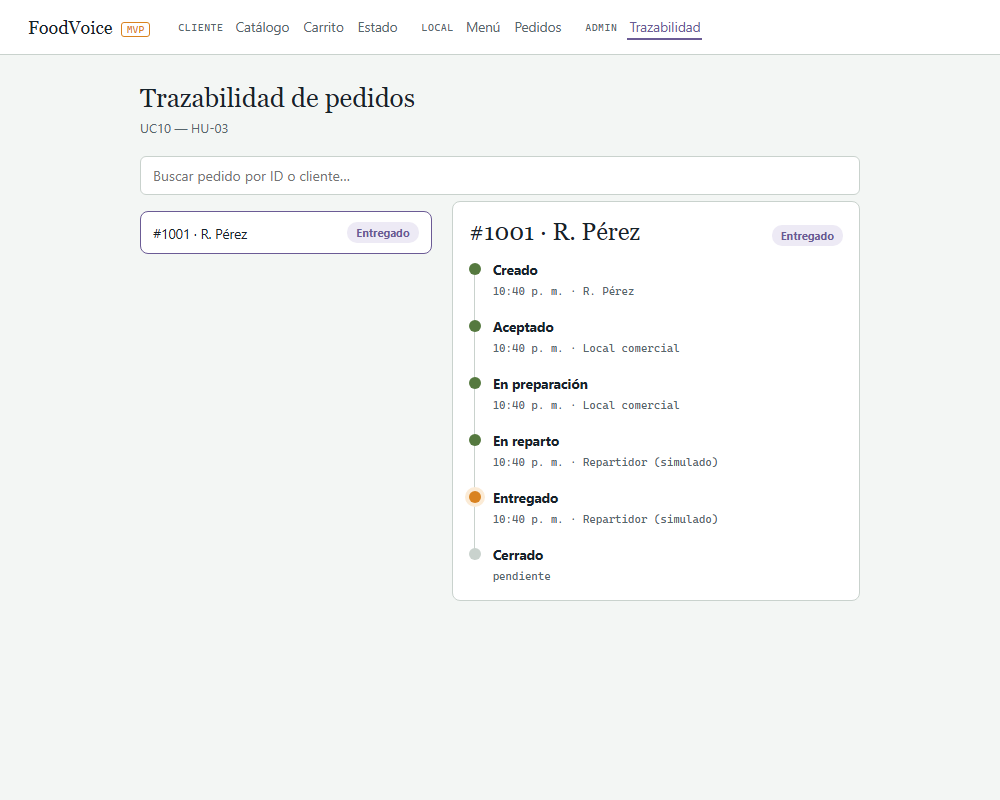 FoodVoice MVP CLIENTE Catálogo Carrito Estado LOCAL Menú Pedidos ADMIN Trazabilidad
Trazabilidad de pedidos
UC10 — HU-03
Buscar pedido por ID o cliente...
#1001 · R. Pérez Entregado
#1001 · R. Pérez Entregado
Creado
10:40 p. m. · R. Pérez
Aceptado
10:40 p. m. · Local comercial
En preparación
10:40 p. m. · Local comercial
En reparto
10:40 p. m. · Repartidor (simulado)
Entregado
10:40 p. m. · Repartidor (simulado)
Cerrado
pendiente